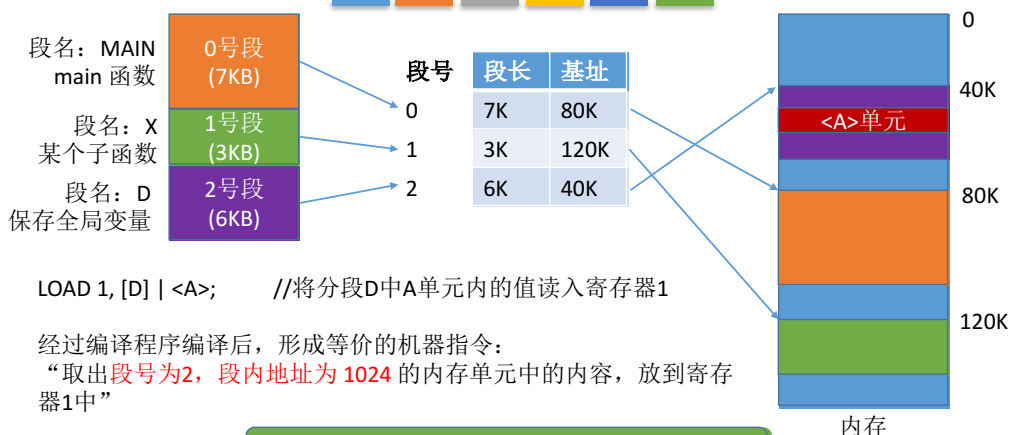 段名：MAIN
main 函数
0号段
(7KB)
段名：X
某个子函数
1号段
(3KB)
段名：D
保存全局变量
2号段
(6KB)
段号 段长 基址
0 7K 80K
1 3K 120K
2 6K 40K
0
40K
<A>单元
80K
120K
内存
LOAD 1, [D] | <A>; //将分段D中A单元内的值读入寄存器1
经过编译程序编译后，形成等价的机器指令：
“取出段号为2，段内地址为 1024 的内存单元中的内容，放到寄存
器1中”